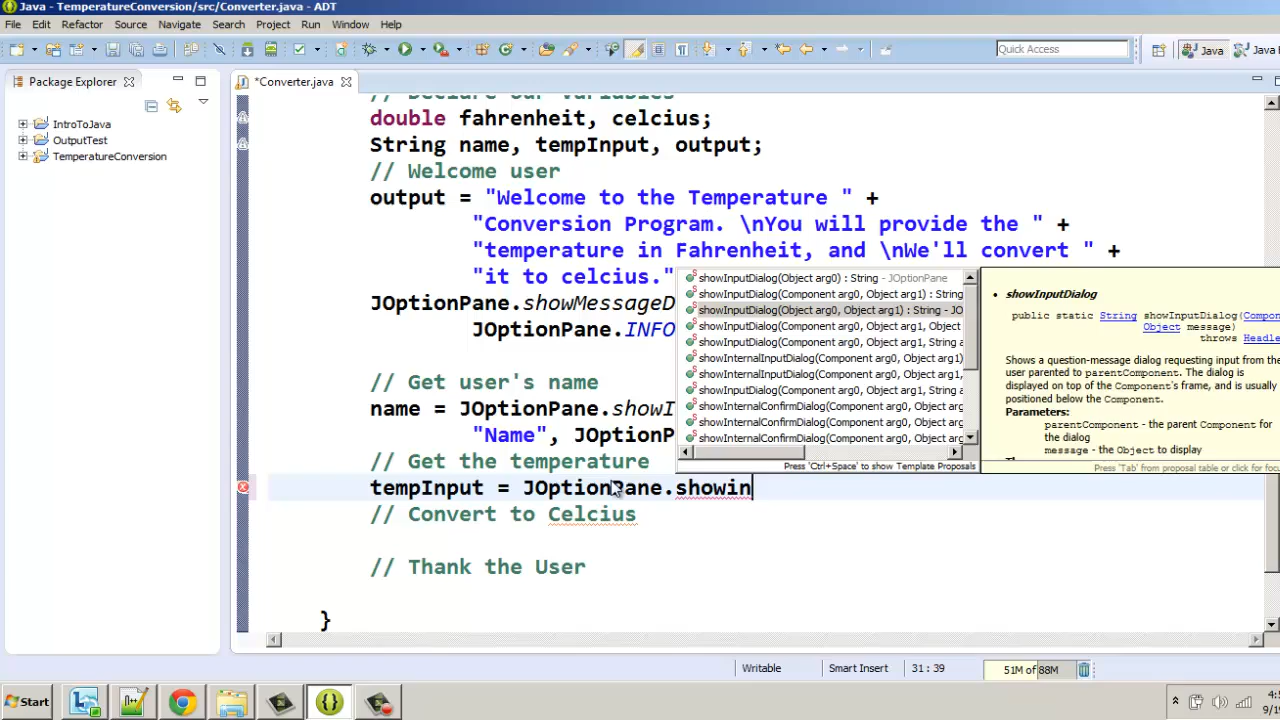 Java - TemperatureConversion/src/Converter.java - ADT
File Edit Refactor Source Navigate Search Project Run Window Help
Quick Access
Java
Java
Package Explorer
*Converter.java
IntroToJava
OutputTest
TemperatureConversion
double fahrenheit, celcius;
String name, tempInput, output;
// Welcome user
output = "Welcome to the Temperature " +
"Conversion Program. \nYou will provide the " +
"temperature in Fahrenheit, and \nWe'll convert " +
"it to celcius."
JOptionPane.showMessageD
JOptionPane.INFO
// Get user's name
name = JOptionPane.showI
"Name", JOptionP
// Get the temperature
tempInput = JOptionPane.showin
// Convert to Celcius
// Thank the User
}
showInputDialog(Object arg0) : String - JOptionPane
showInputDialog(Component arg0, Object arg1) : String
showInputDialog(Object arg0, Object arg1) : String - JO
showInputDialog(Component arg0, Object arg1, Object
showInputDialog(Component arg0, Object arg1, String a
showInternalInputDialog(Component arg0, Object arg1)
showInternalInputDialog(Component arg0, Object arg1,
showInputDialog(Component arg0, Object arg1, String a
showInternalConfirmDialog(Component arg0, Object arg
showInternalConfirmDialog(Component arg0, Object arg
showInternalConfirmDialog(Component arg0, Object arg
Press 'Ctrl+Space' to show Template Proposals
showInputDialog
public static String showInputDialog(Compon
Object message)
throws Headle
Shows a question-message dialog requesting input from the
user parented to parentComponent. The dialog is
displayed on top of the Component's frame, and is usually
positioned below the Component.
Parameters:
parentComponent - the parent Component for
the dialog
message - the Object to display
Press 'Tab' from proposal table or click for focus
Writable
Smart Insert
31 : 39
51M of 88M
Start